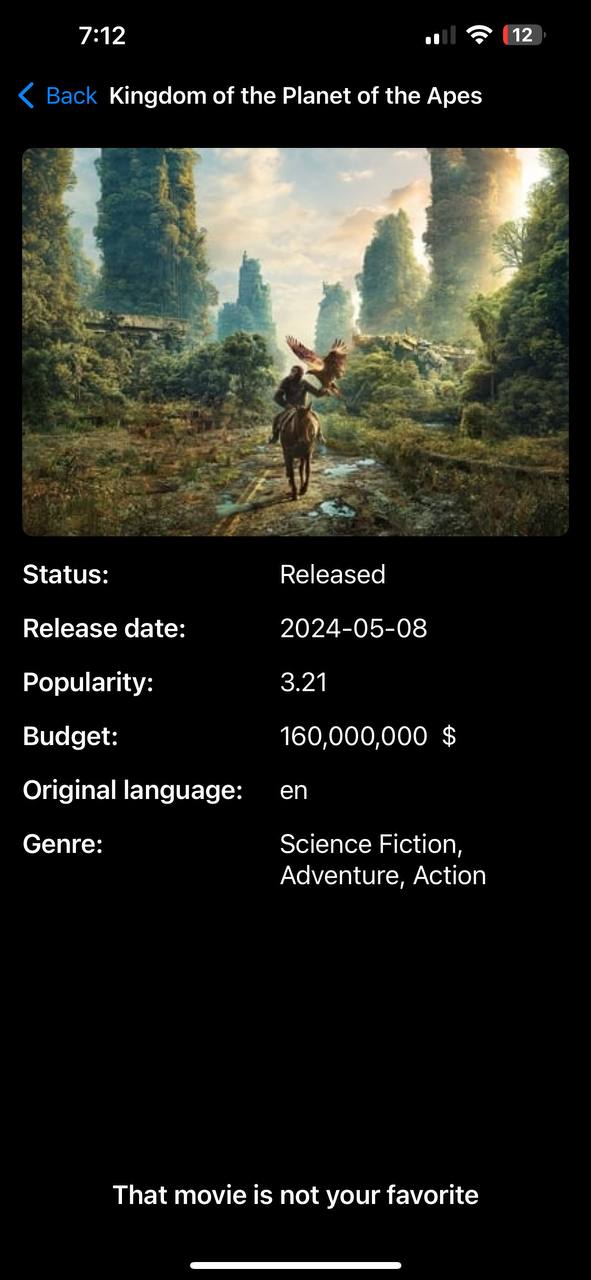 7:12 12
Back Kingdom of the Planet of the Apes
Status: Released
Release date: 2024-05-08
Popularity: 3.21
Budget: 160,000,000 $
Original language: en
Genre: Science Fiction,
Adventure, Action
That movie is not your favorite